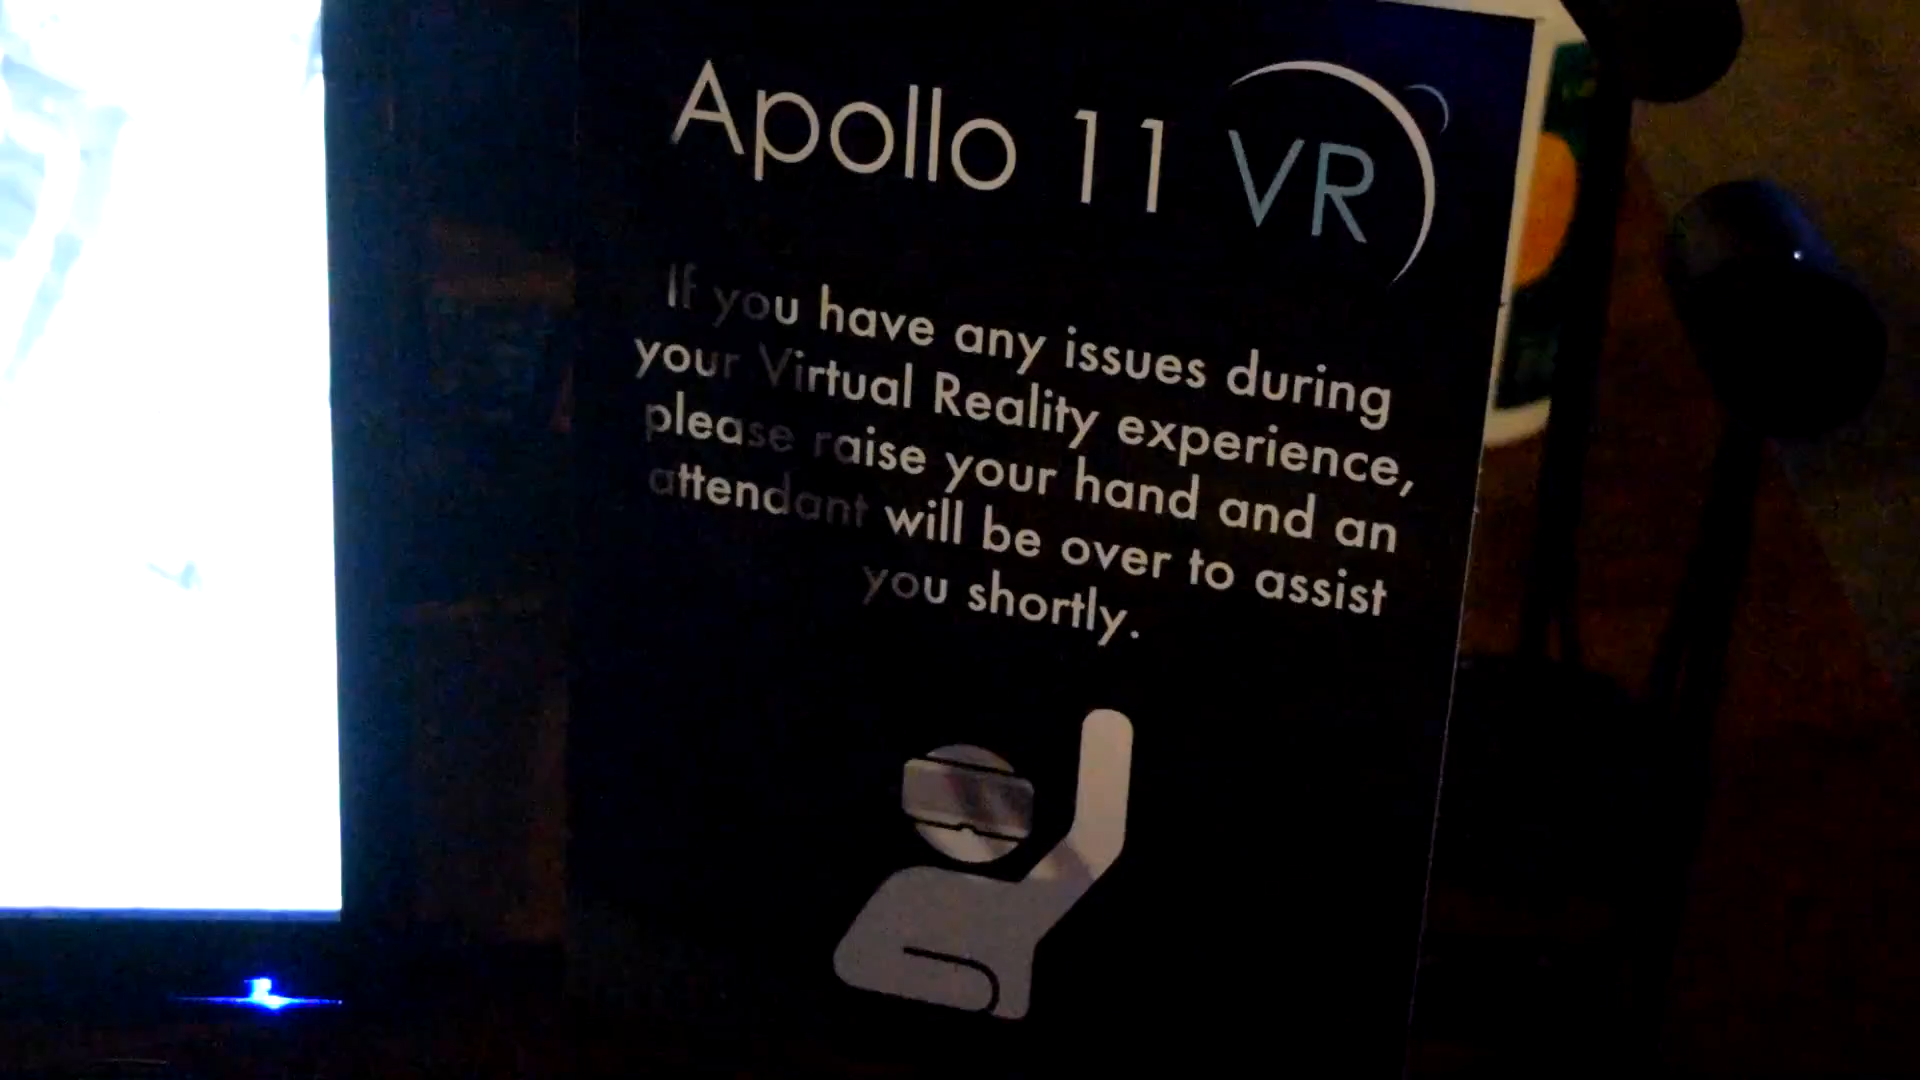 Apollo 11 VR
If you have any issues during
your Virtual Reality experience,
please raise your hand and an
attendant will be over to assist
you shortly.